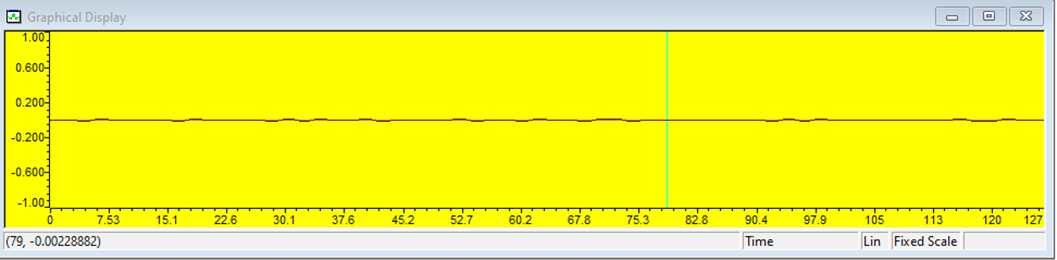 Graphical Display
1.00
0.600
0.200
-0.200
-0.600
-1.00
0 7.53 15.1 22.6 30.1 37.6 45.2 52.7 60.2 67.8 75.3 82.8 90.4 97.9 105 113 120 127
(79, -0.00228882) Time Lin Fixed Scale